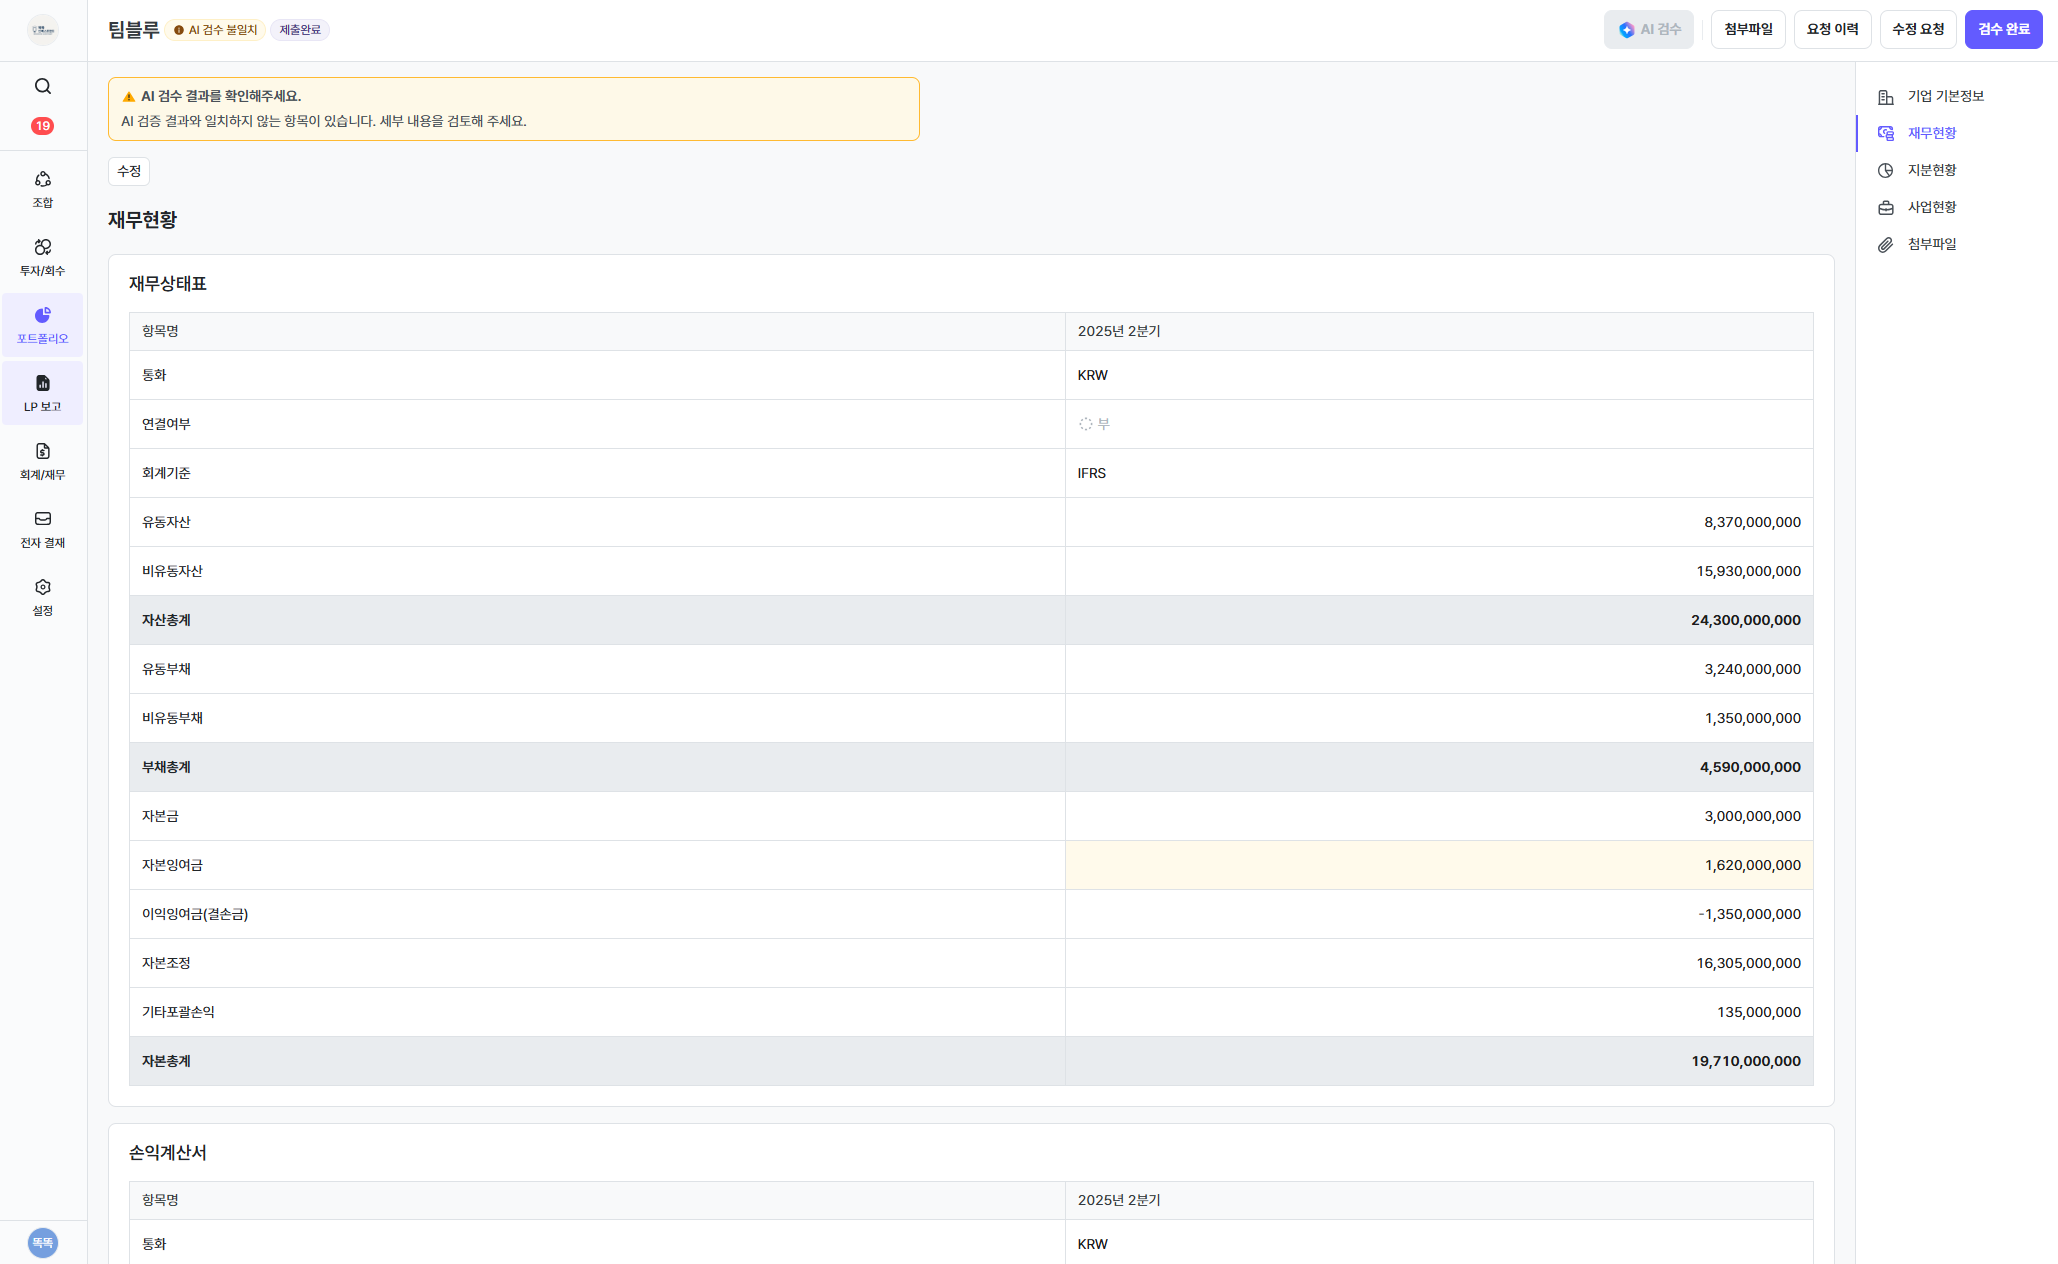 팀블루
AI 검수 불일치
제출완료
AI 검수
첨부파일
요청 이력
수정 요청
검수 완료
19
조합
투자/회수
포트폴리오
LP 보고
회계/재무
전자 결재
설정
똑똑
AI 검수 결과를 확인해주세요.
AI 검증 결과와 일치하지 않는 항목이 있습니다. 세부 내용을 검토해 주세요.
수정
재무현황
재무상태표
항목명 2025년 2분기
통화 KRW
연결여부 부
회계기준 IFRS
유동자산 8,370,000,000
비유동자산 15,930,000,000
자산총계 24,300,000,000
유동부채 3,240,000,000
비유동부채 1,350,000,000
부채총계 4,590,000,000
자본금 3,000,000,000
자본잉여금 1,620,000,000
이익잉여금(결손금) -1,350,000,000
자본조정 16,305,000,000
기타포괄손익 135,000,000
자본총계 19,710,000,000
손익계산서
항목명 2025년 2분기
통화 KRW
기업 기본정보
재무현황
지분현황
사업현황
첨부파일